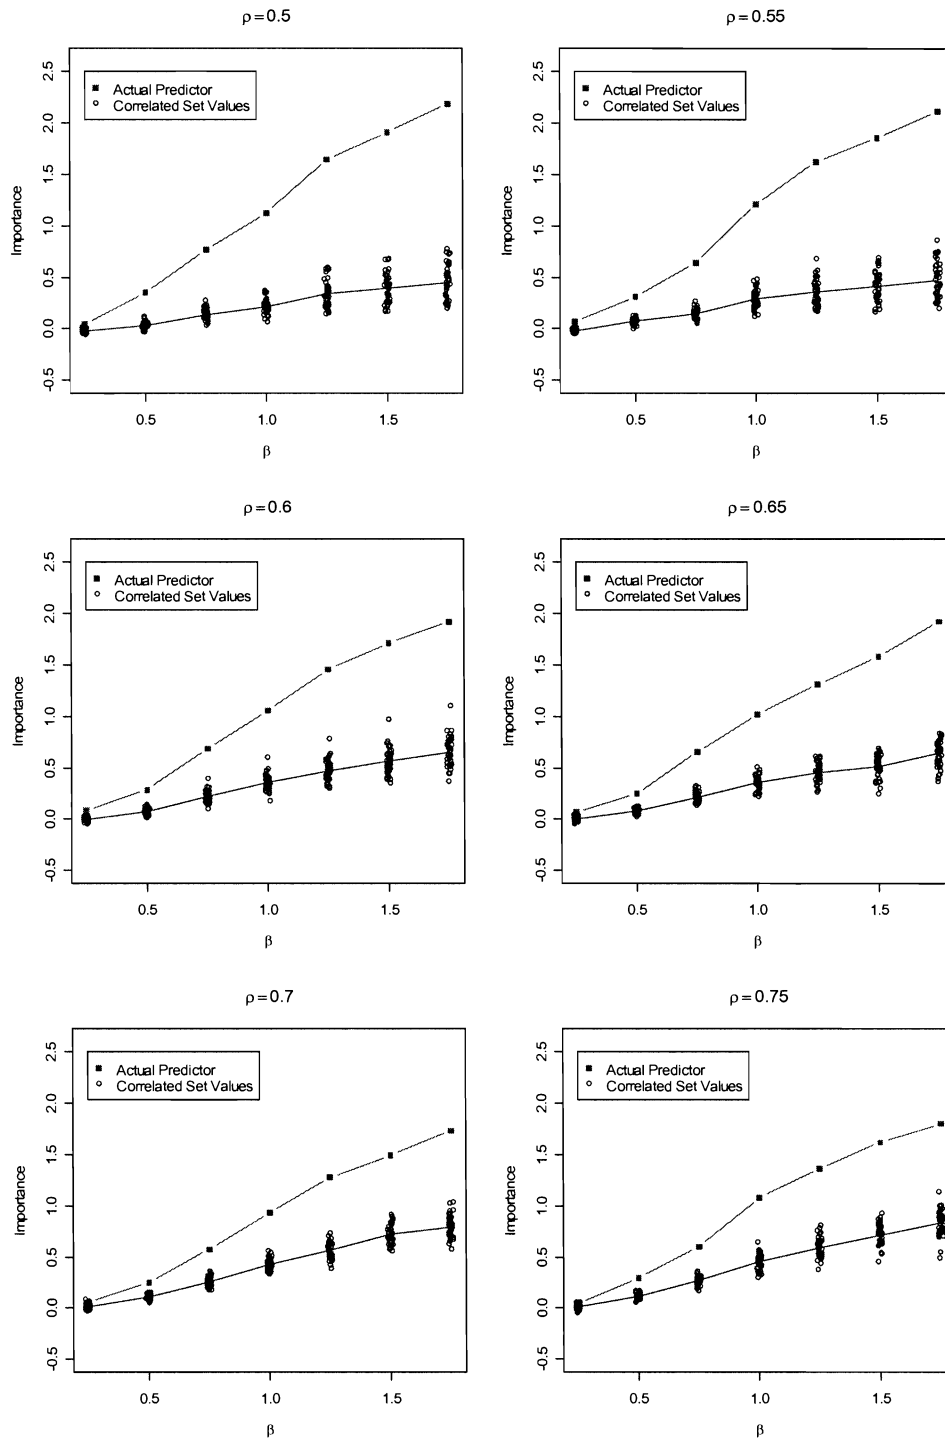 ρ = 0.5
2.5
2.0
1.5
1.0
0.5
0.0
-0.5
Importance
Actual Predictor
Correlated Set Values
0.5
1.0
1.5
β
ρ = 0.55
2.5
2.0
1.5
1.0
0.5
0.0
-0.5
Importance
Actual Predictor
Correlated Set Values
0.5
1.0
1.5
β
ρ = 0.6
2.5
2.0
1.5
1.0
0.5
0.0
-0.5
Importance
Actual Predictor
Correlated Set Values
0.5
1.0
1.5
β
ρ = 0.65
2.5
2.0
1.5
1.0
0.5
0.0
-0.5
Importance
Actual Predictor
Correlated Set Values
0.5
1.0
1.5
β
ρ = 0.7
2.5
2.0
1.5
1.0
0.5
0.0
-0.5
Importance
Actual Predictor
Correlated Set Values
0.5
1.0
1.5
β
ρ = 0.75
2.5
2.0
1.5
1.0
0.5
0.0
-0.5
Importance
Actual Predictor
Correlated Set Values
0.5
1.0
1.5
β